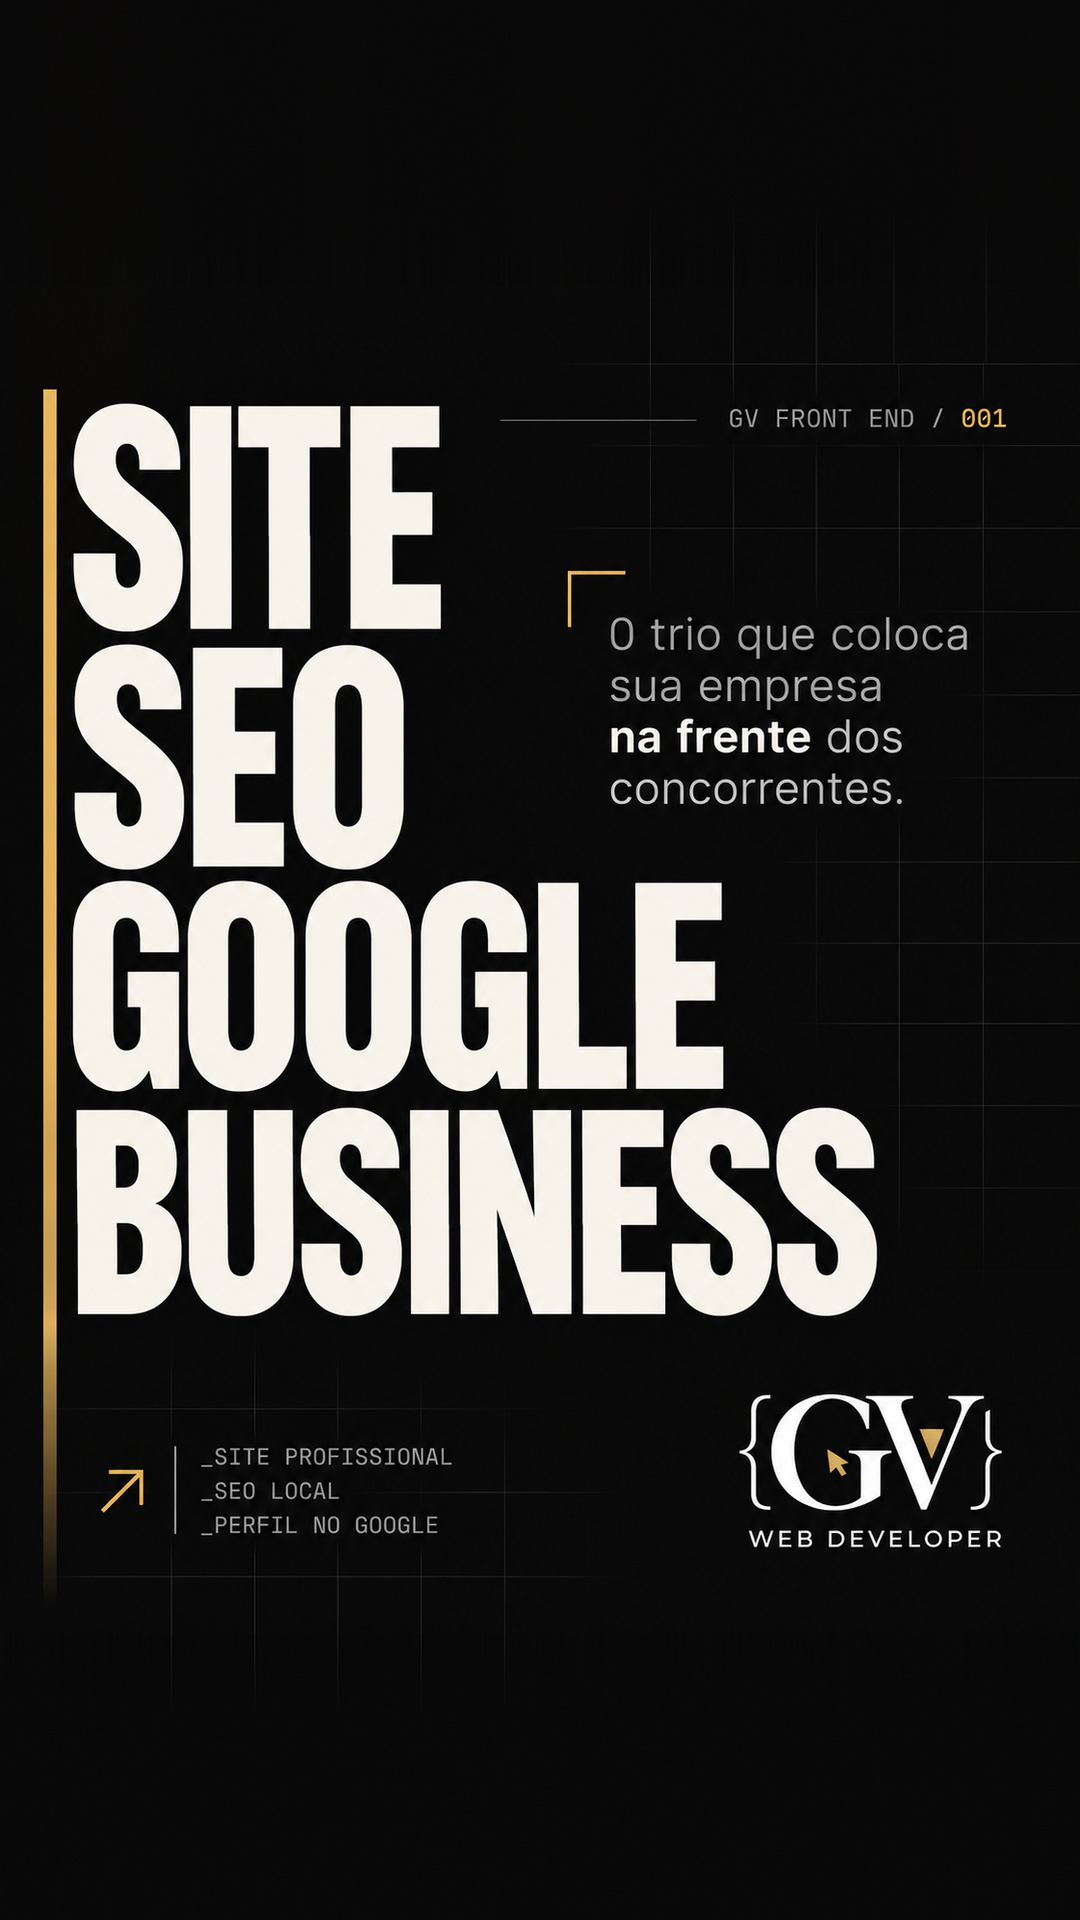 SITE
SEO
GOOGLE
BUSINESS
GV FRONT END / 001
O trio que coloca
sua empresa
na frente dos
concorrentes.
_SITE PROFISSIONAL
_SEO LOCAL
_PERFIL NO GOOGLE
{GV}
WEB DEVELOPER